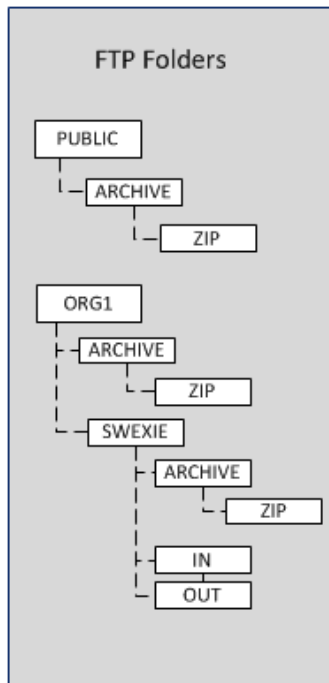 FTP Folders
PUBLIC
ARCHIVE
ZIP
ORG1
ARCHIVE
ZIP
SWEXIE
ARCHIVE
ZIP
IN
OUT